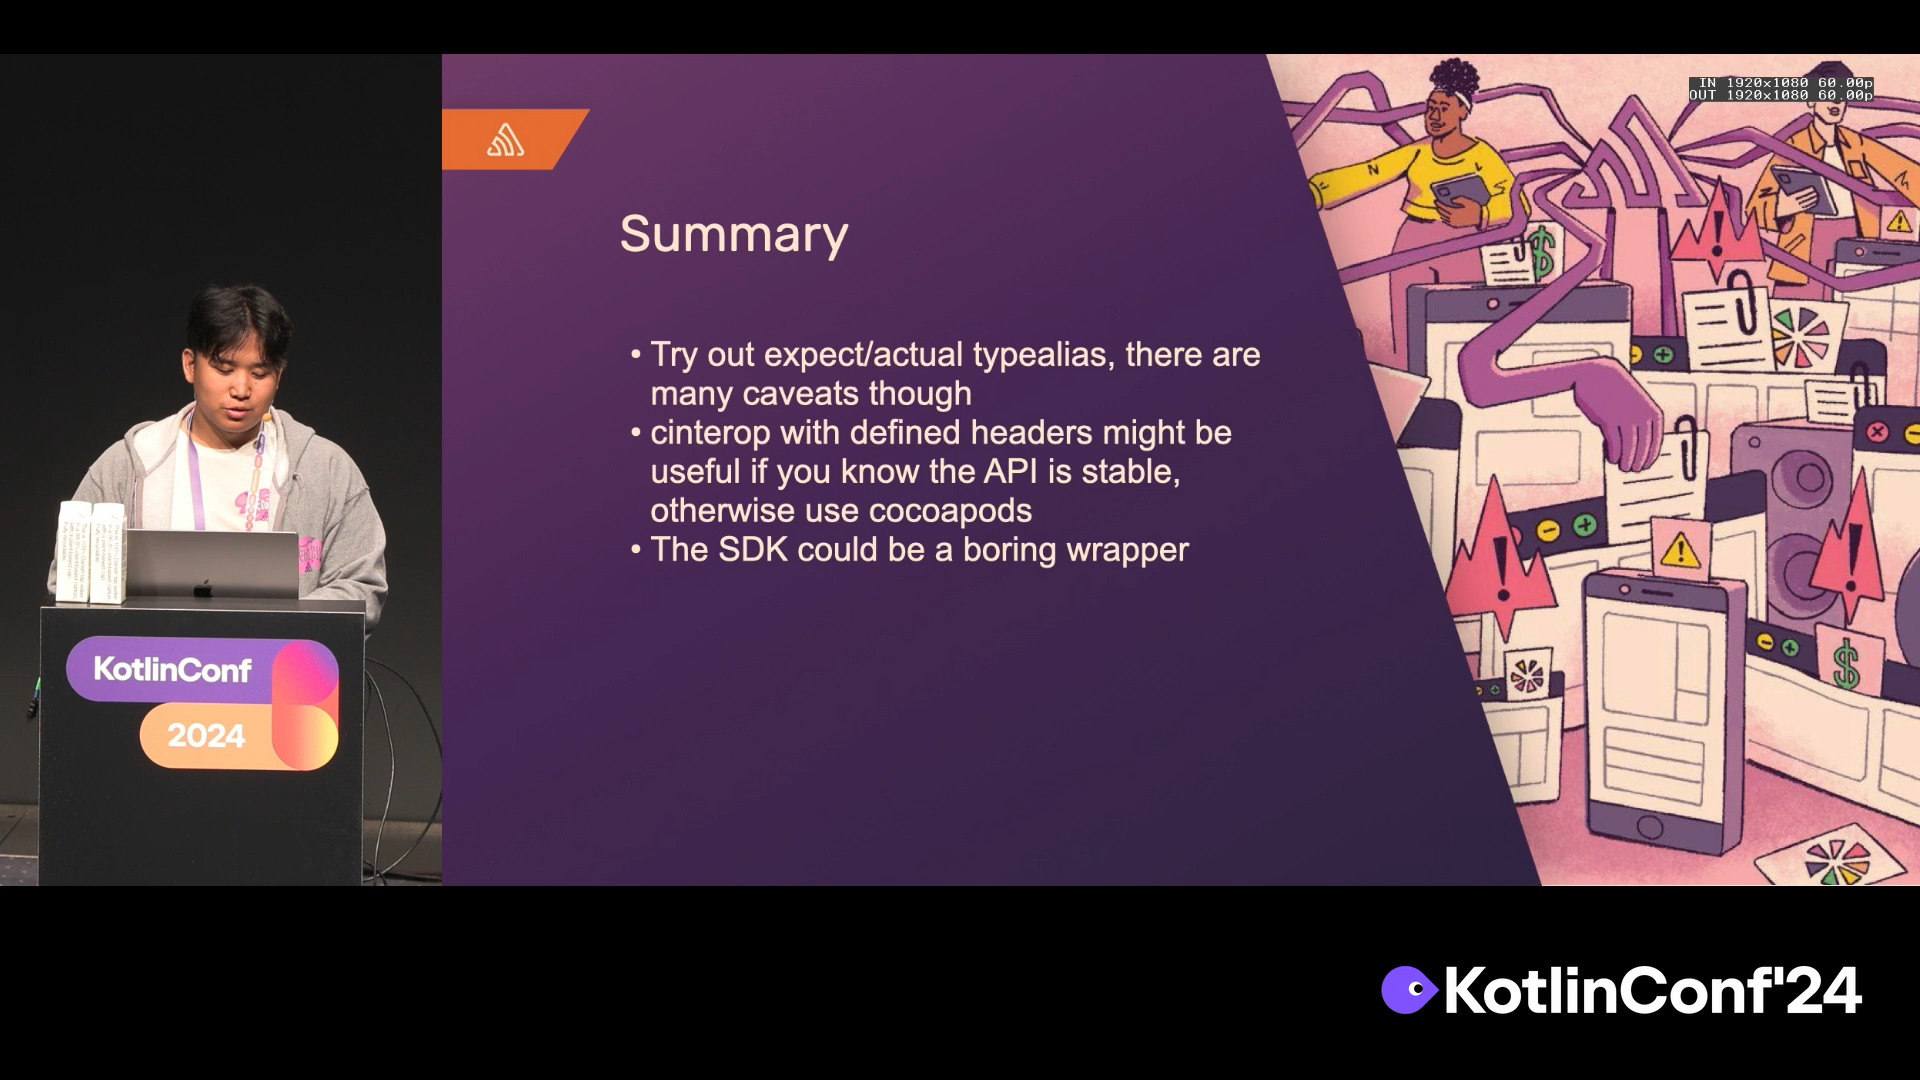 IN 1920x1080 60.00p
OUT 1920x1080 60.00p
Summary
• Try out expect/actual typealias, there are
many caveats though
• cinterop with defined headers might be
useful if you know the API is stable,
otherwise use cocoapods
• The SDK could be a boring wrapper
KotlinConf
2024
KotlinConf'24